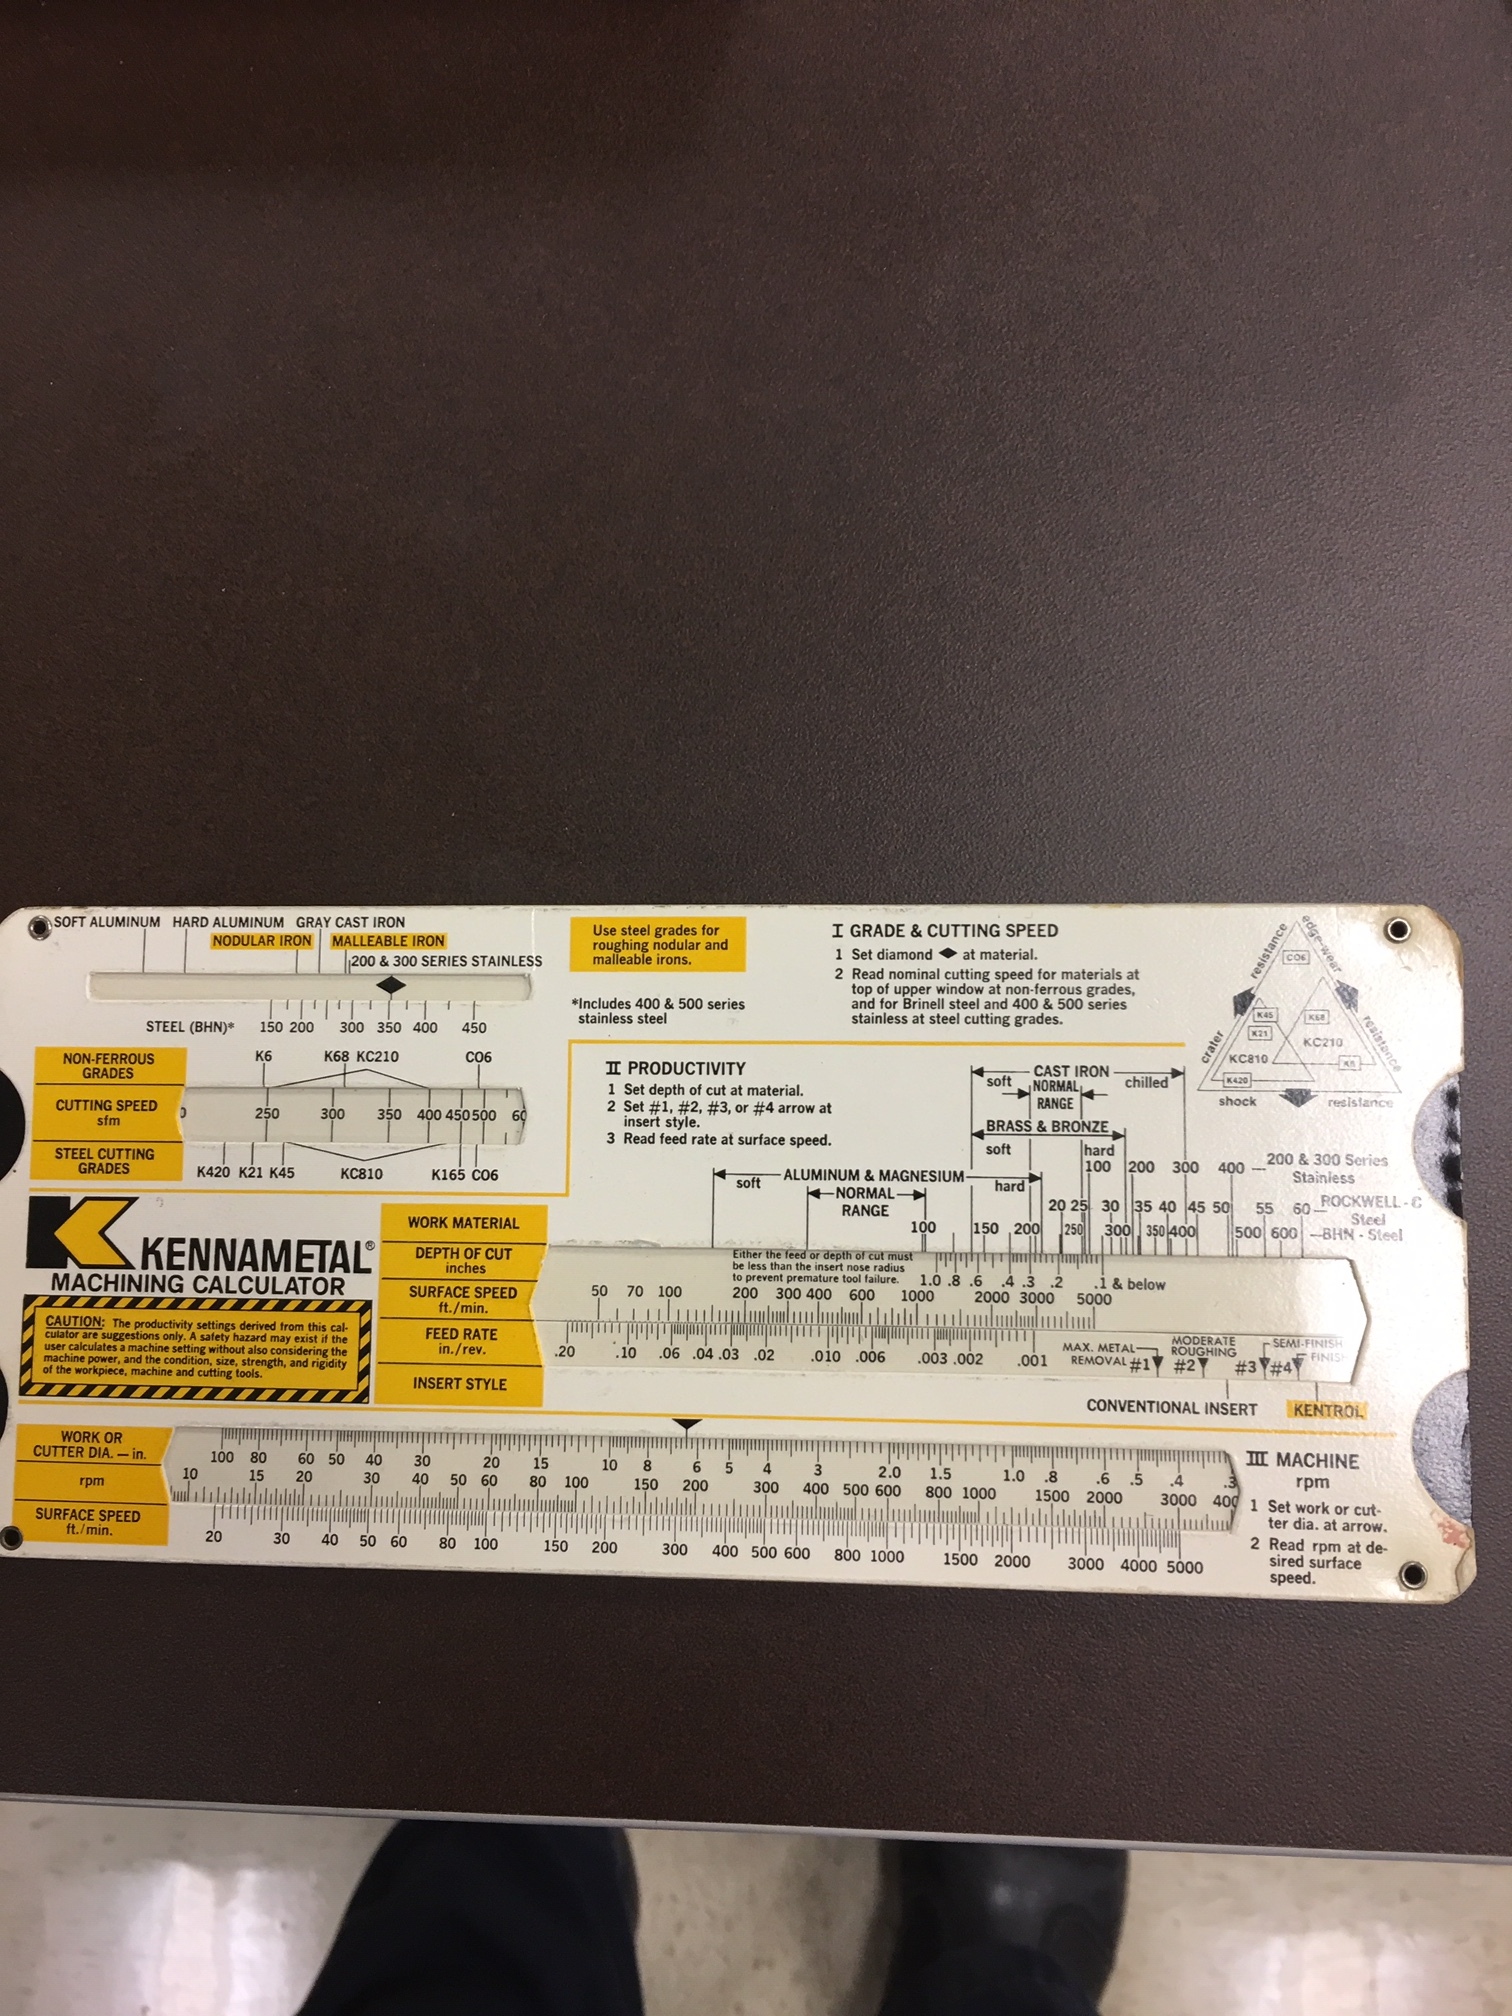 SOFT ALUMINUM HARD ALUMINUM GRAY CAST IRON
NODULAR IRON MALLEABLE IRON
200 & 300 SERIES STAINLESS
STEEL (BHN)* 150 200 300 350 400 450
Use steel grades for
roughing nodular and
malleable irons.
*Includes 400 & 500 series
stainless steel
I GRADE & CUTTING SPEED
1 Set diamond ◆ at material.
2 Read nominal cutting speed for materials at
top of upper window at non-ferrous grades,
and for Brinell steel and 400 & 500 series
stainless at steel cutting grades.
edge-wear
resistance
CO6
K45 K68
K21 KC210
KC810 K6
K420
crater
resistance
shock resistance
NON-FERROUS
GRADES
K6 K68 KC210 CO6
CUTTING SPEED
sfm
250 300 350 400 450 500
STEEL CUTTING
GRADES
K420 K21 K45 KC810 K165 CO6
II PRODUCTIVITY
1 Set depth of cut at material.
2 Set #1, #2, #3, or #4 arrow at
insert style.
3 Read feed rate at surface speed.
CAST IRON
soft NORMAL chilled
RANGE
BRASS & BRONZE
soft hard
100 200 300 400 — 200 & 300 Series
Stainless
ALUMINUM & MAGNESIUM
soft hard
NORMAL
RANGE
20 25 30 35 40 45 50 55 60 — ROCKWELL - C
Steel
100 150 200 250 300 350 400 500 600 — BHN - Steel
KENNAMETAL®
MACHINING CALCULATOR
CAUTION: The productivity settings derived from this cal-
culator are suggestions only. A safety hazard may exist if the
user calculates a machine setting without also considering the
machine power, and the condition, size, strength, and rigidity
of the workpiece, machine and cutting tools.
WORK MATERIAL
DEPTH OF CUT
inches
Either the feed or depth of cut must
be less than the insert nose radius
to prevent premature tool failure.
1.0 .8 .6 .4 .3 .2 .1 & below
SURFACE SPEED
ft./min.
50 70 100 200 300 400 600 1000 2000 3000 5000
FEED RATE
in./rev.
.20 .10 .06 .04 .03 .02 .010 .006 .003 .002 .001
MAX. METAL
REMOVAL #1
MODERATE
ROUGHING
#2
SEMI-FINISH
#3
FINISH
#4
INSERT STYLE
CONVENTIONAL INSERT KENTROL
WORK OR
CUTTER DIA. — in.
100 80 60 50 40 30 20 15 10 8 6 5 4 3 2.0 1.5 1.0 .8 .6 .5 .4 .3
rpm
10 15 20 30 40 50 60 80 100 150 200 300 400 500 600 800 1000 1500 2000 3000 400
SURFACE SPEED
ft./min.
20 30 40 50 60 80 100 150 200 300 400 500 600 800 1000 1500 2000 3000 4000 5000
III MACHINE
rpm
1 Set work or cut-
ter dia. at arrow.
2 Read rpm at de-
sired surface
speed.